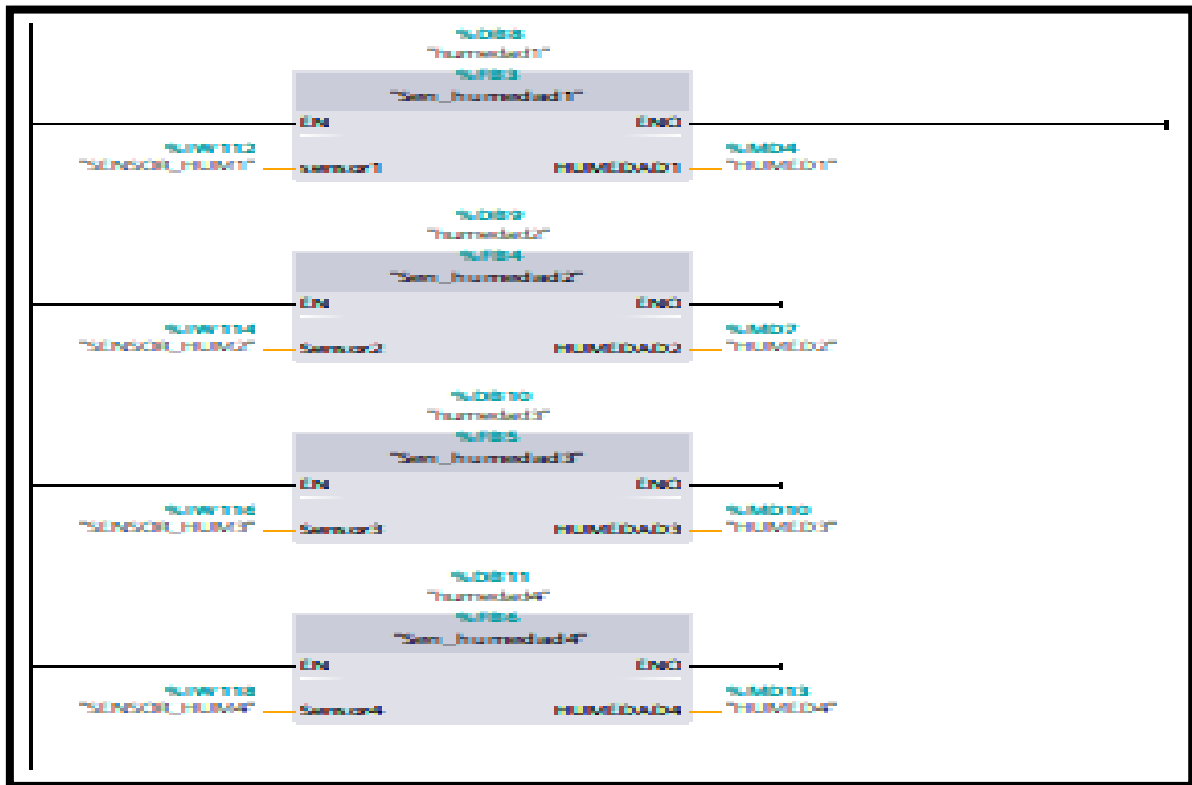 %DB8
"humedad1"
%FB3
"Sen_humedad1"
EN ENO
%IW112 %MD4
"SENSOR_HUM1" sensor1 HUMEDAD1 "HUMED1"
%DB9
"humedad2"
%FB4
"Sen_humedad2"
EN ENO
%IW114 %MD7
"SENSOR_HUM2" Sensor2 HUMEDAD2 "HUMED2"
%DB10
"humedad3"
%FB5
"Sen_humedad3"
EN ENO
%IW116 %MD10
"SENSOR_HUM3" Sensor3 HUMEDAD3 "HUMED3"
%DB11
"humedad4"
%FB6
"Sen_humedad4"
EN ENO
%IW118 %MD13
"SENSOR_HUM4" Sensor4 HUMEDAD4 "HUMED4"